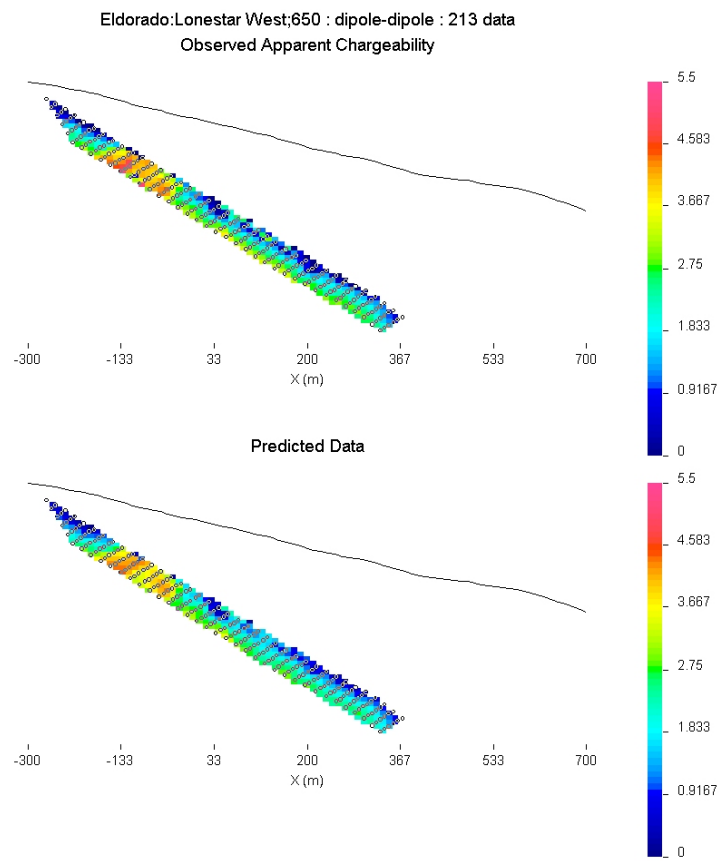 Eldorado:Lonestar West;650 : dipole-dipole : 213 data
Observed Apparent Chargeability
5.5
4.583
3.667
2.75
1.833
0.9167
0
-300 -133 33 200 367 533 700
X (m)
Predicted Data
5.5
4.583
3.667
2.75
1.833
0.9167
0
-300 -133 33 200 367 533 700
X (m)